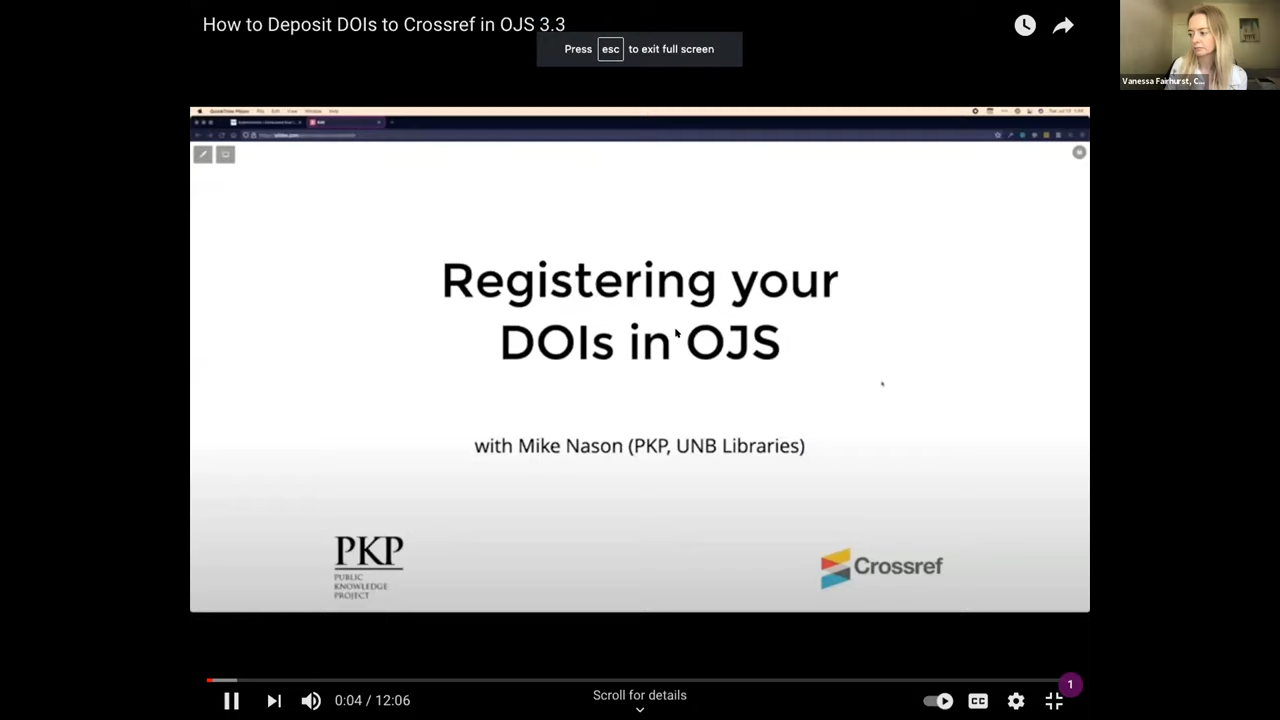 How to Deposit DOIs to Crossref in OJS 3.3
Press esc to exit full screen
Vanessa Fairhurst, C...
Registering your
DOIs in OJS
with Mike Nason (PKP, UNB Libraries)
PKP
PUBLIC
KNOWLEDGE
PROJECT
Crossref
1
0:04 / 12:06
Scroll for details
CC